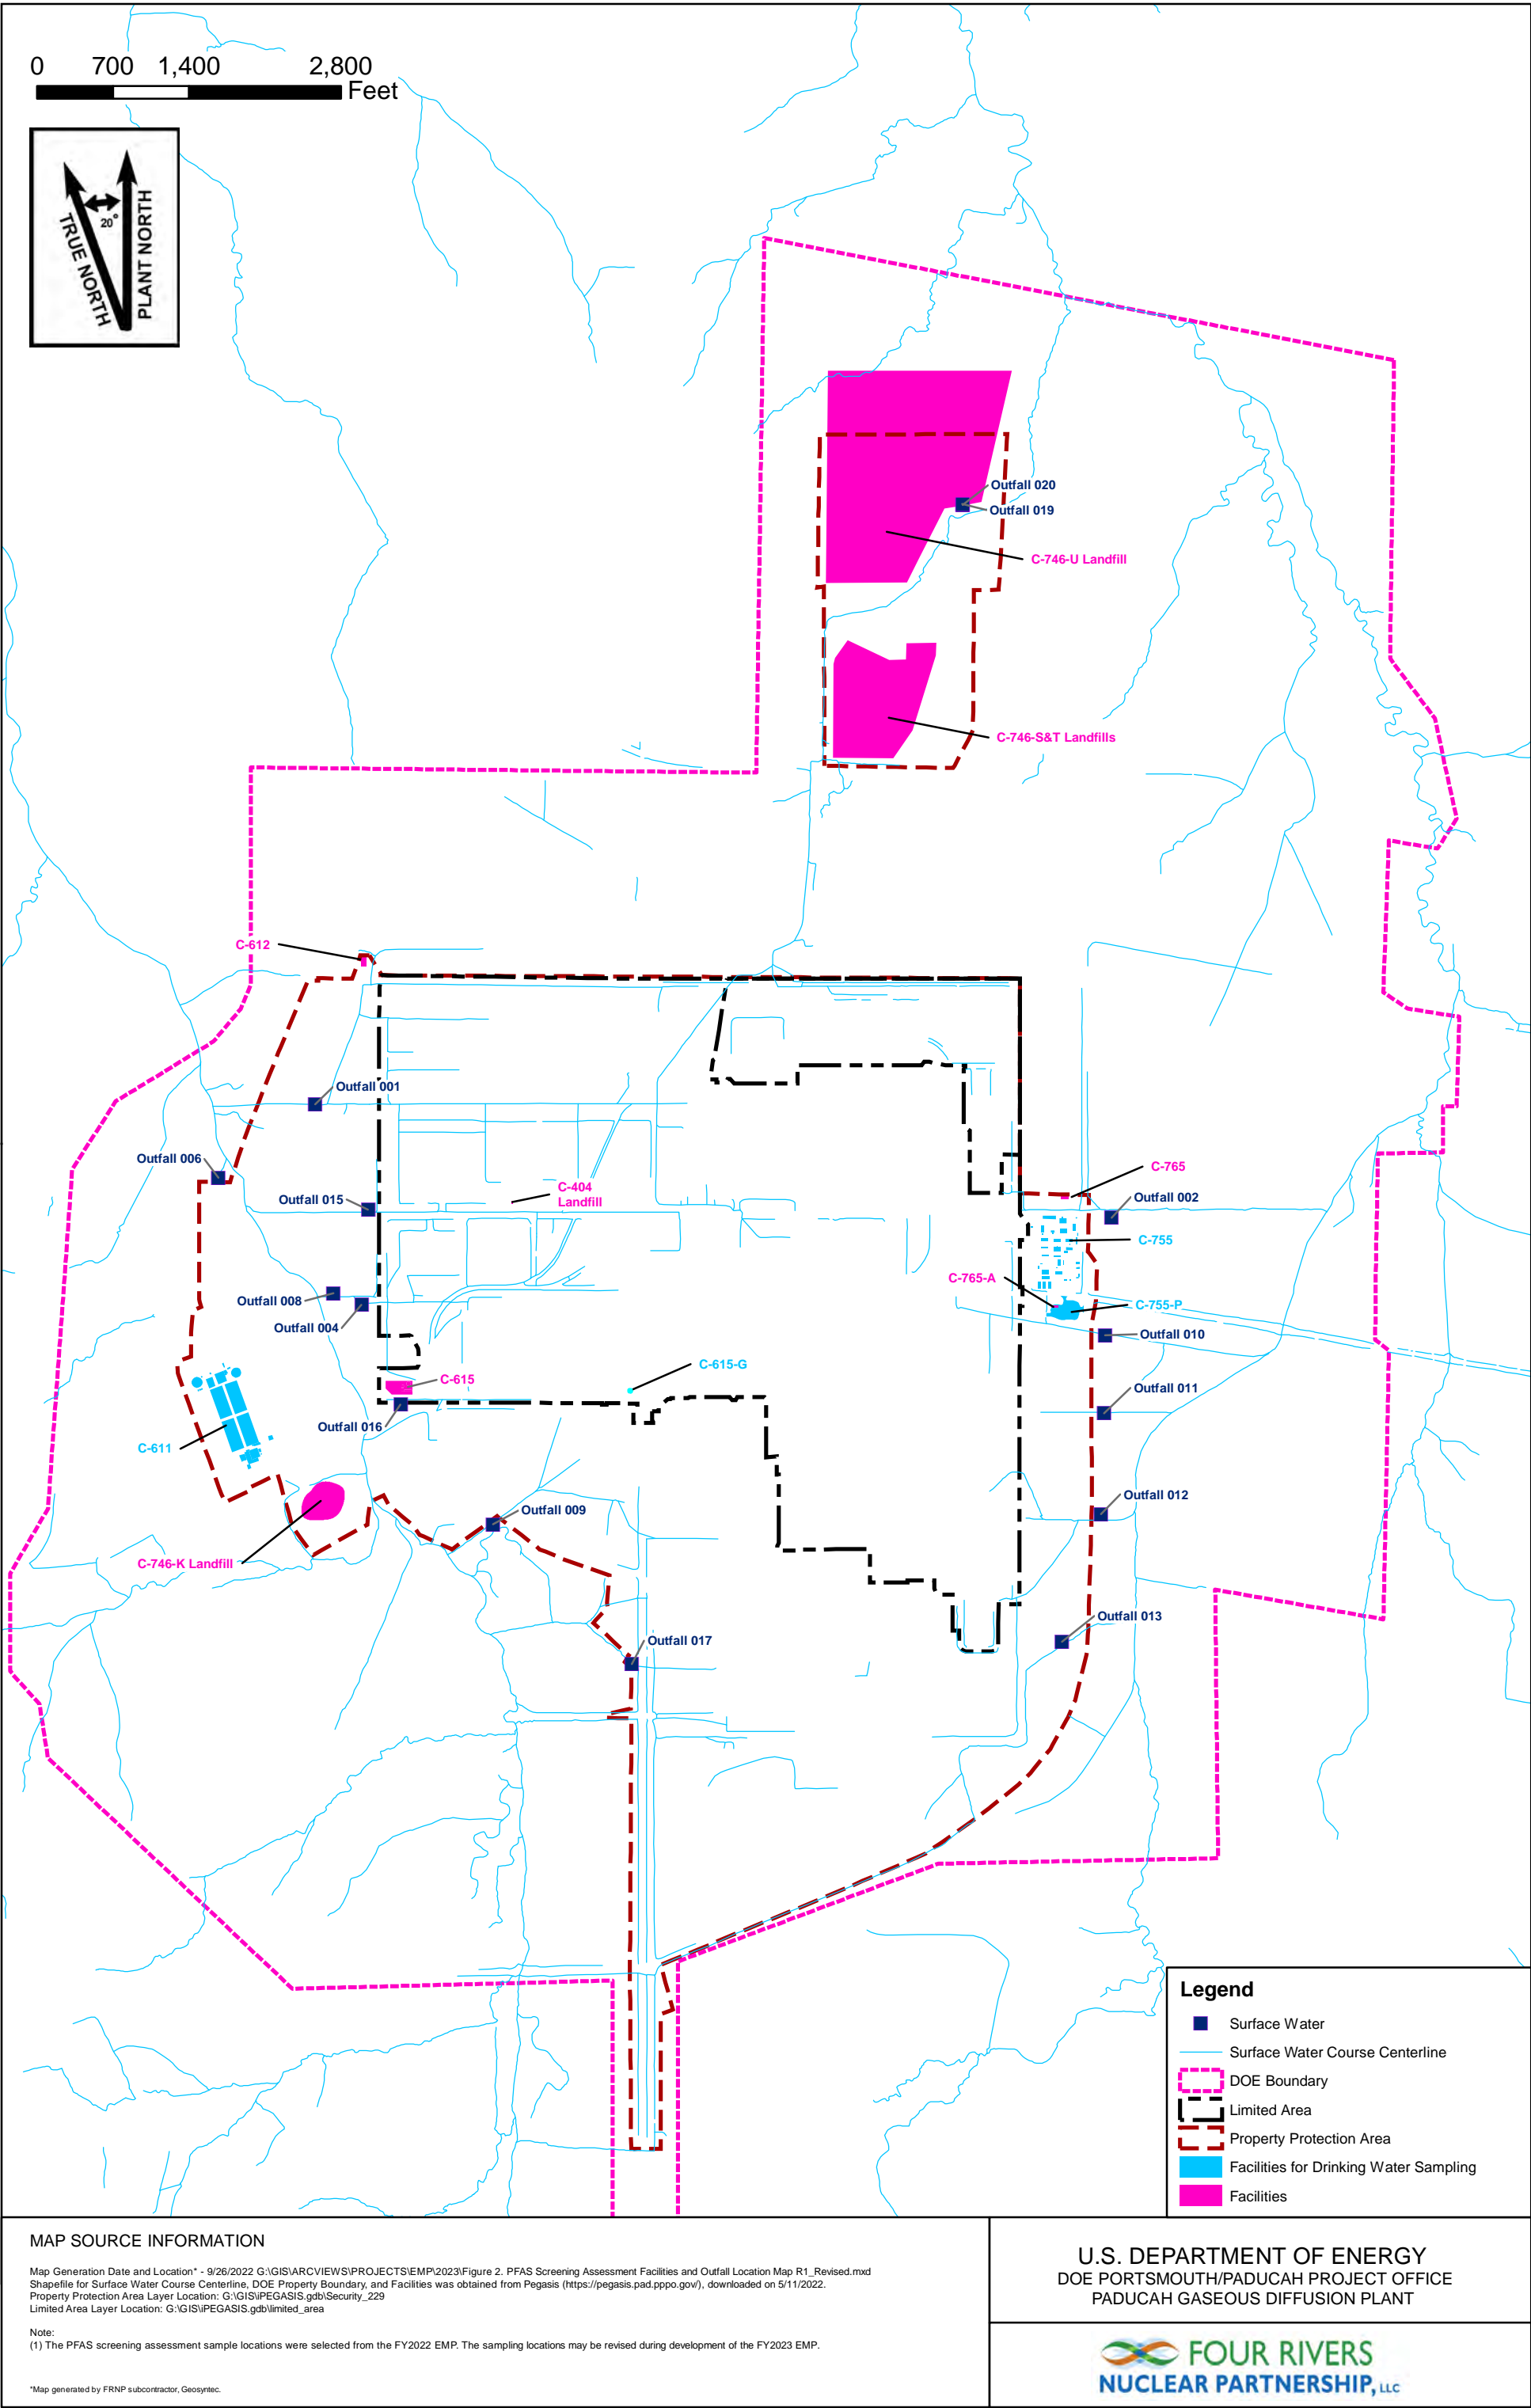 0 700 1,400 2,800
Feet
TRUE NORTH
20°
PLANT NORTH
Outfall 020
Outfall 019
C-746-U Landfill
C-746-S&T Landfills
C-612
Outfall 001
Outfall 006
C-765
Outfall 002
Outfall 015
C-404
Landfill
C-755
C-765-A
Outfall 008
C-755-P
Outfall 004
Outfall 010
C-615-G
C-615
Outfall 011
Outfall 016
C-611
Outfall 012
Outfall 009
C-746-K Landfill
Outfall 013
Outfall 017
Legend
Surface Water
Surface Water Course Centerline
DOE Boundary
Limited Area
Property Protection Area
Facilities for Drinking Water Sampling
Facilities
MAP SOURCE INFORMATION
Map Generation Date and Location* - 9/26/2022 G:\GIS\ARCVIEWS\PROJECTS\EMP\2023\Figure 2. PFAS Screening Assessment Facilities and Outfall Location Map R1_Revised.mxd
Shapefile for Surface Water Course Centerline, DOE Property Boundary, and Facilities was obtained from Pegasis (https://pegasis.pad.pppo.gov/), downloaded on 5/11/2022.
Property Protection Area Layer Location: G:\GIS\iPEGASIS.gdb\Security_229
Limited Area Layer Location: G:\GIS\iPEGASIS.gdb\limited_area
Note:
(1) The PFAS screening assessment sample locations were selected from the FY2022 EMP. The sampling locations may be revised during development of the FY2023 EMP.
*Map generated by FRNP subcontractor, Geosyntec.
U.S. DEPARTMENT OF ENERGY
DOE PORTSMOUTH/PADUCAH PROJECT OFFICE
PADUCAH GASEOUS DIFFUSION PLANT
FOUR RIVERS
NUCLEAR PARTNERSHIP, LLC